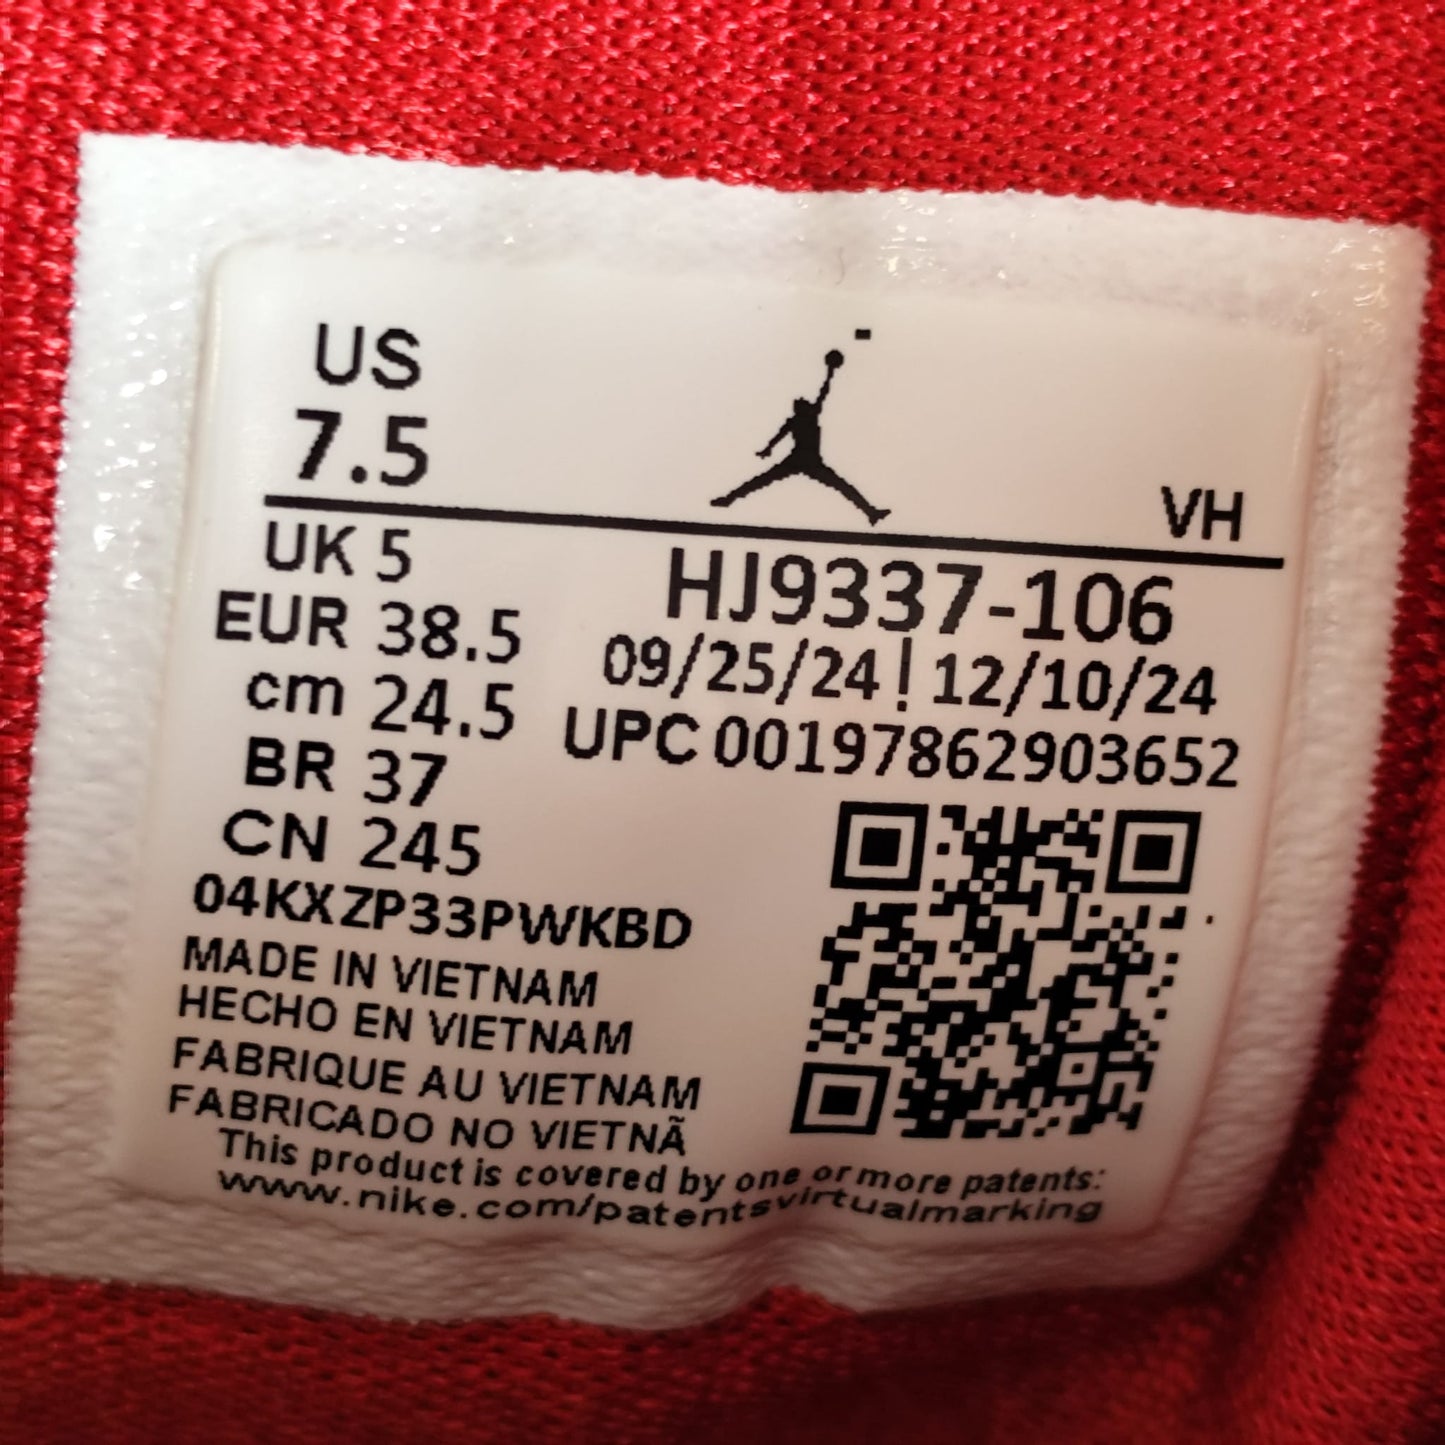 US
7.5
VH
UK 5
EUR 38.5
cm 24.5
BR 37
CN 245
HJ9337-106
09/25/24 ! 12/10/24
UPC 00197862903652
04KXZP33PWKBD
MADE IN VIETNAM
HECHO EN VIETNAM
FABRIQUE AU VIETNAM
FABRICADO NO VIETNÃ
This product is covered by one or more patents:
www.nike.com/patentsvirtualmarking